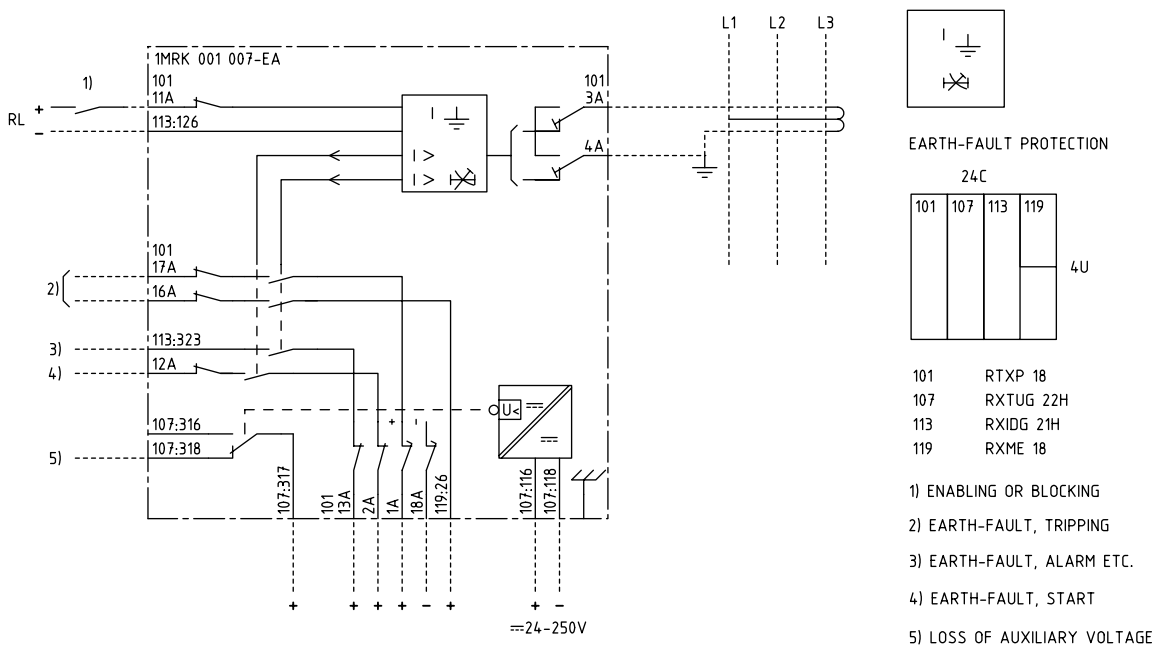 L1 L2 L3
1MRK 001 007-EA
1)
101
11A
101
3A
RL
+
−
113:126
I
I >
I >
4A
I
EARTH-FAULT PROTECTION
24C
101 107 113 119
4U
101
17A
2)
16A
3)
113:323
4)
12A
107:316
107:318
5)
U<
+ −
107:317
101
13A
2A
1A
18A
119:26
107:116
107:118
+ + + + − + + −
24-250V
101 RTXP 18
107 RXTUG 22H
113 RXIDG 21H
119 RXME 18
1) ENABLING OR BLOCKING
2) EARTH-FAULT, TRIPPING
3) EARTH-FAULT, ALARM ETC.
4) EARTH-FAULT, START
5) LOSS OF AUXILIARY VOLTAGE